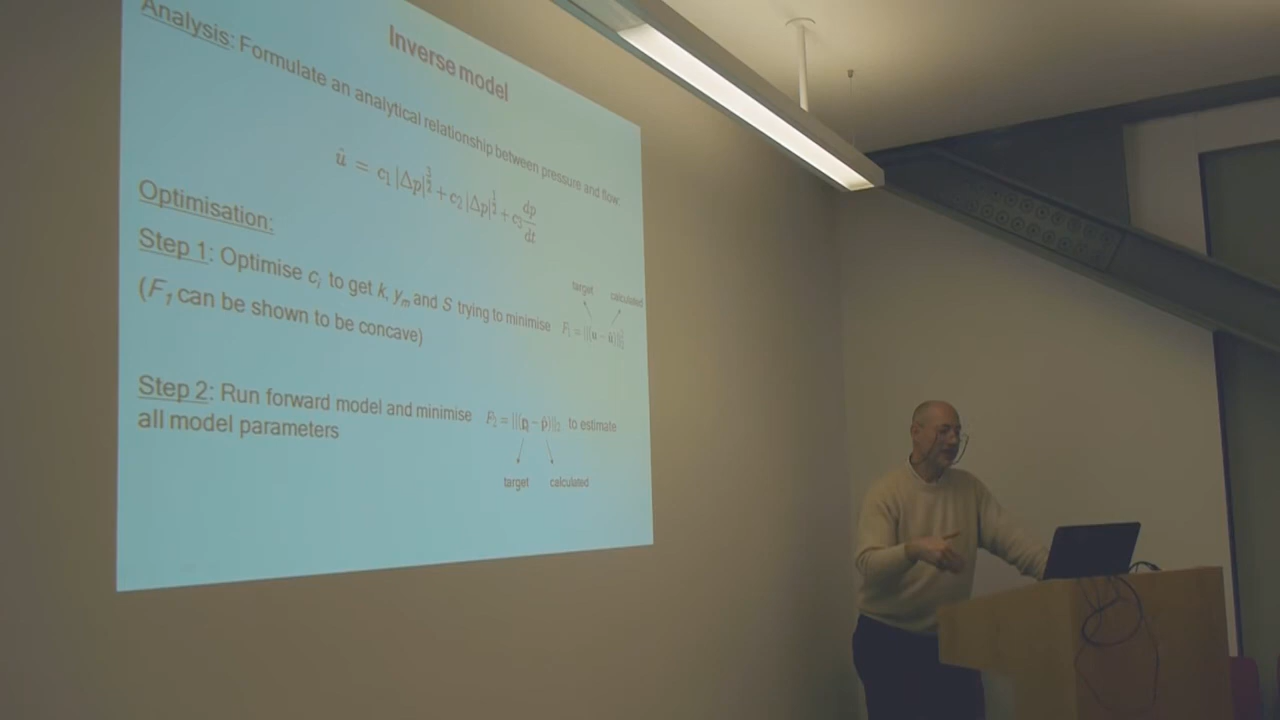 Inverse model
Analysis: Formulate an analytical relationship between pressure and flow:
û = c₁|Δp|^{3/2} + c₂|Δp|^{1/2} + c₃ dp/dt
Optimisation:
Step 1: Optimise cᵢ to get k, yₘ and S trying to minimise F₁ = ||(u − û)||₂²
target calculated
(F₁ can be shown to be concave)
Step 2: Run forward model and minimise F₂ = ||(pᵢ − p̂)||₂ to estimate
all model parameters
target calculated